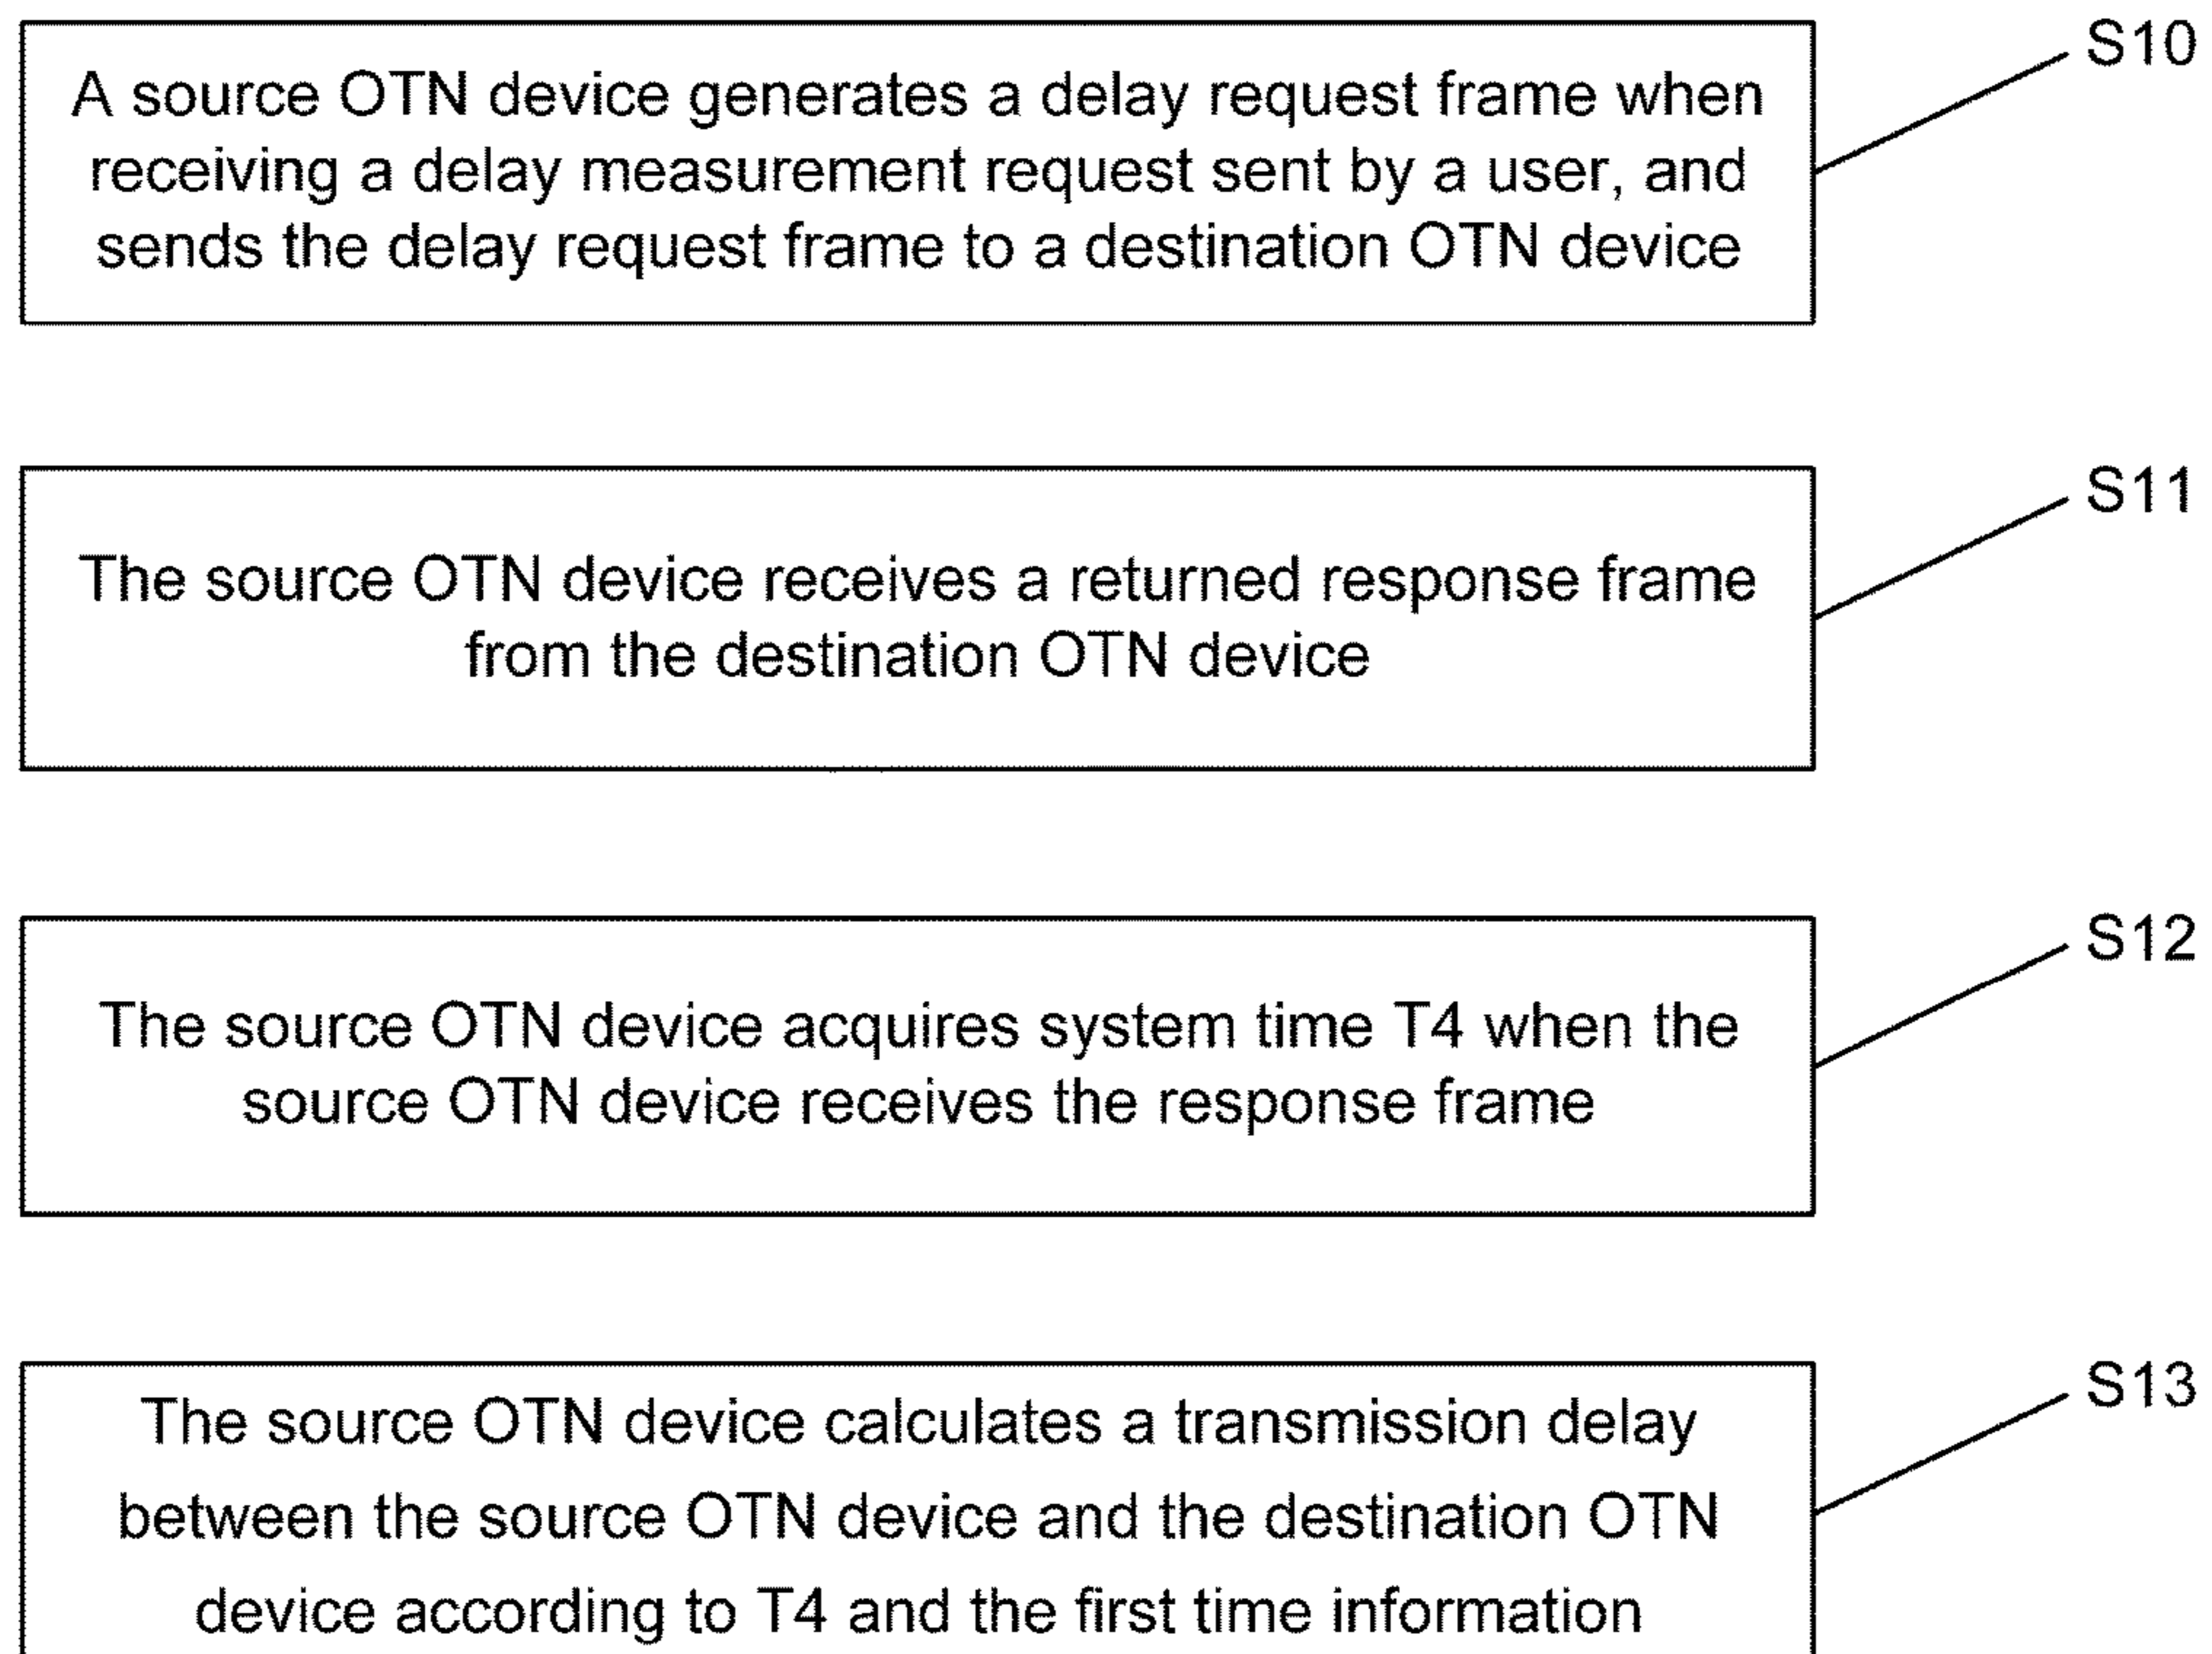 S10
A source OTN device generates a delay request frame when
receiving a delay measurement request sent by a user, and
sends the delay request frame to a destination OTN device
S11
The source OTN device receives a returned response frame
from the destination OTN device
S12
The source OTN device acquires system time T4 when the
source OTN device receives the response frame
S13
The source OTN device calculates a transmission delay
between the source OTN device and the destination OTN
device according to T4 and the first time information